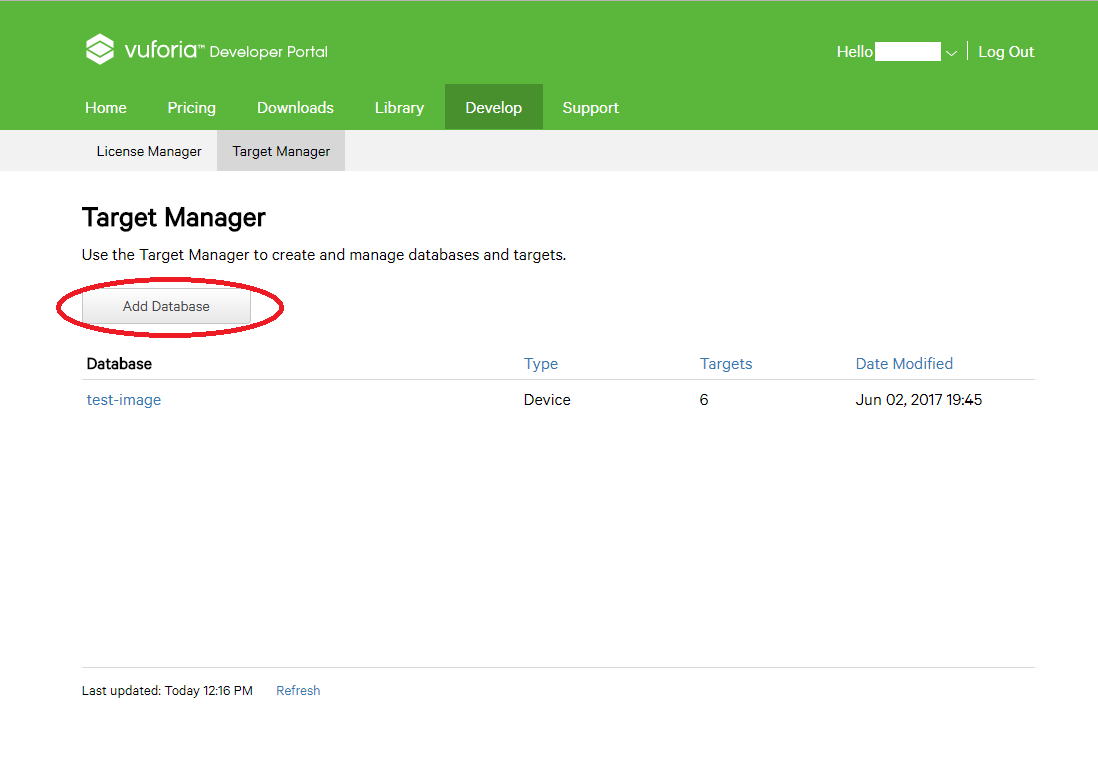 vuforia™ Developer Portal
Hello Log Out
Home Pricing Downloads Library Develop Support
License Manager Target Manager
Target Manager
Use the Target Manager to create and manage databases and targets.
Add Database
Database Type Targets Date Modified
test-image Device 6 Jun 02, 2017 19:45
Last updated: Today 12:16 PM Refresh